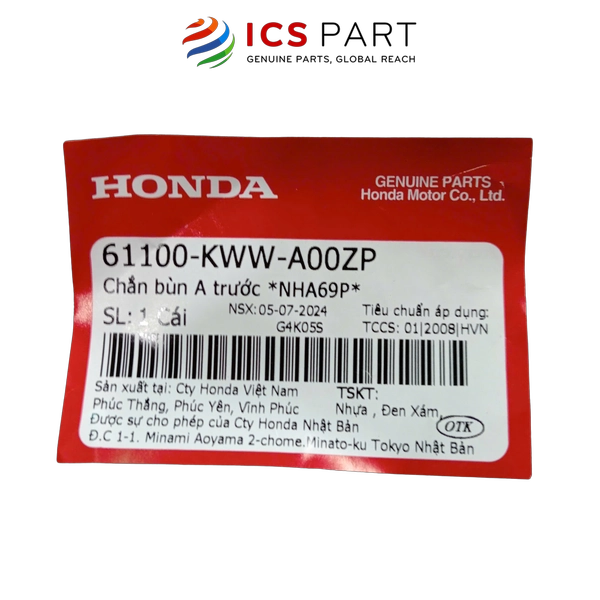 ICS PART
GENUINE PARTS, GLOBAL REACH
HONDA
GENUINE PARTS
Honda Motor Co., Ltd.
61100-KWW-A00ZP
Chắn bùn A trước *NHA69P*
SL: 1 Cái
NSX: 05-07-2024
G4K05S
Tiêu chuẩn áp dụng:
TCCS: 01|2008|HVN
Sản xuất tại: Cty Honda Việt Nam
Phúc Thắng, Phúc Yên, Vĩnh Phúc
TSKT:
Nhựa , Đen Xám,
Được sự cho phép của Cty Honda Nhật Bản
Đ.C 1-1. Minami Aoyama 2-chome.Minato-ku Tokyo Nhật Bản
OTK